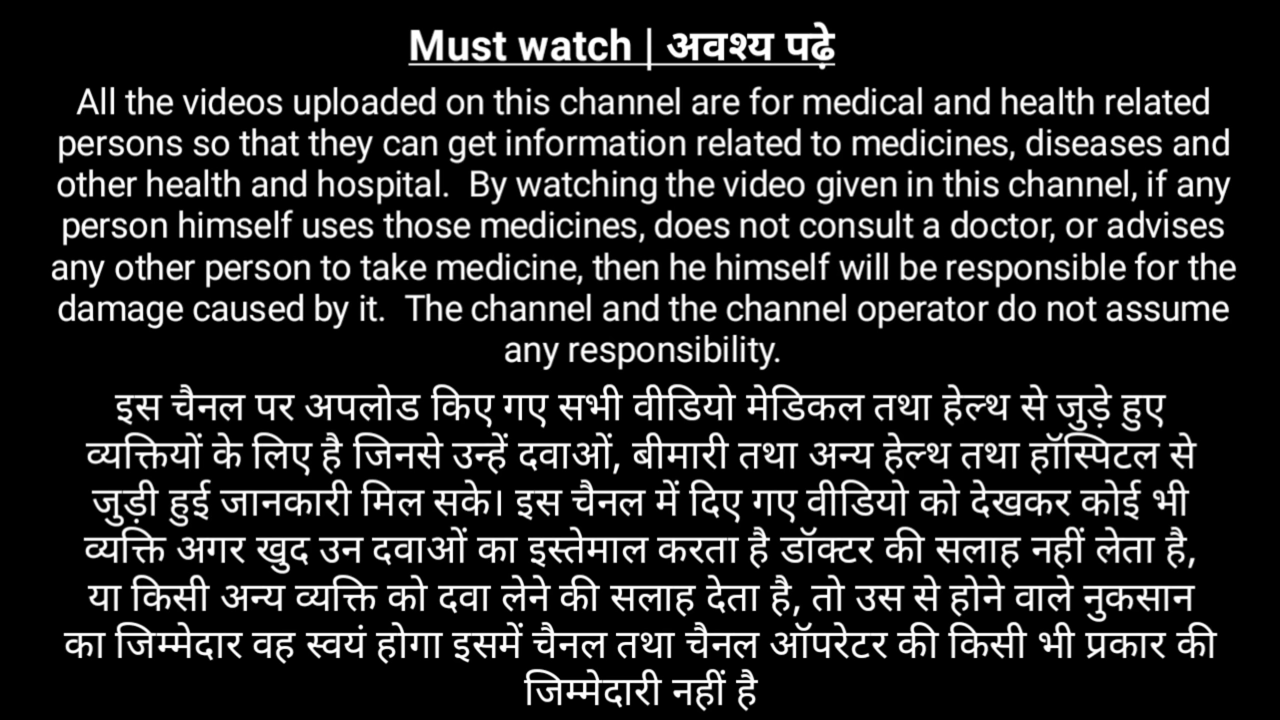 Must watch | अवश्य पढ़े
All the videos uploaded on this channel are for medical and health related
persons so that they can get information related to medicines, diseases and
other health and hospital.  By watching the video given in this channel, if any
person himself uses those medicines, does not consult a doctor, or advises
any other person to take medicine, then he himself will be responsible for the
damage caused by it.  The channel and the channel operator do not assume
any responsibility.
इस चैनल पर अपलोड किए गए सभी वीडियो मेडिकल तथा हेल्थ से जुड़े हुए
व्यक्तियों के लिए है जिनसे उन्हें दवाओं, बीमारी तथा अन्य हेल्थ तथा हॉस्पिटल से
जुड़ी हुई जानकारी मिल सके। इस चैनल में दिए गए वीडियो को देखकर कोई भी
व्यक्ति अगर खुद उन दवाओं का इस्तेमाल करता है डॉक्टर की सलाह नहीं लेता है,
या किसी अन्य व्यक्ति को दवा लेने की सलाह देता है, तो उस से होने वाले नुकसान
का जिम्मेदार वह स्वयं होगा इसमें चैनल तथा चैनल ऑपरेटर की किसी भी प्रकार की
जिम्मेदारी नहीं है